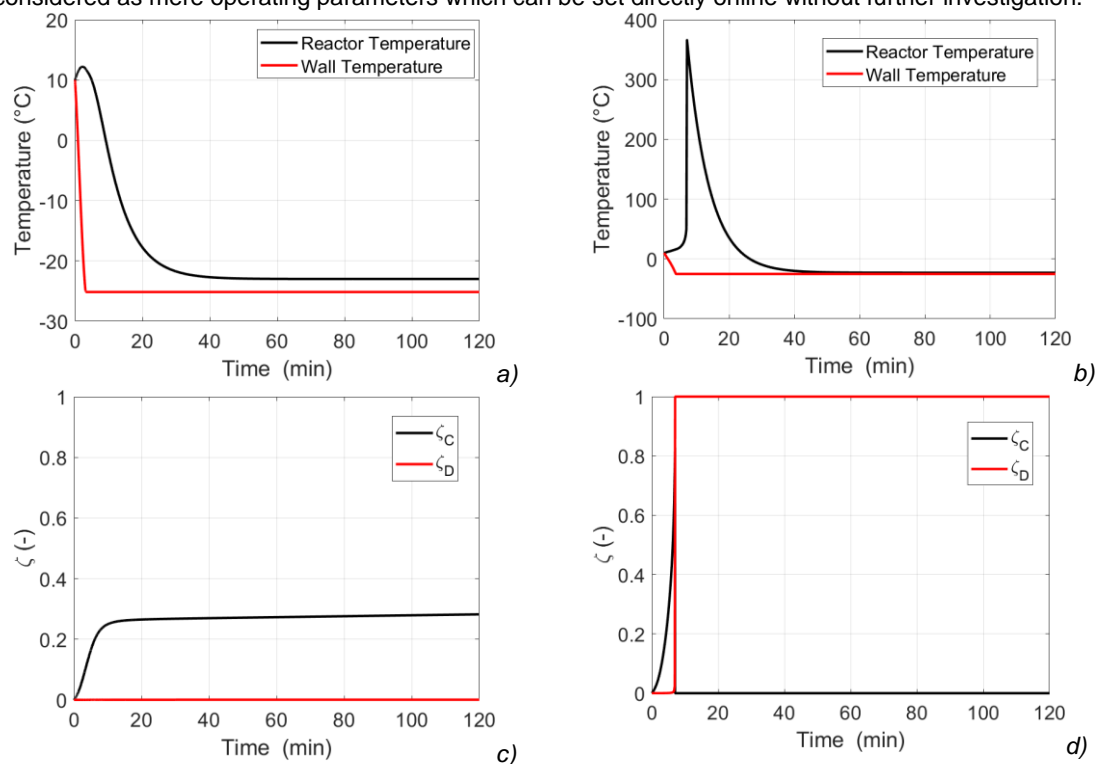 considered as mere operating parameters which can be set directly online without further investigation.
20
10
0
-10
-20
-30
Temperature (°C)
Reactor Temperature
Wall Temperature
0 20 40 60 80 100 120
Time (min)
a)
400
300
200
100
0
-100
Temperature (°C)
Reactor Temperature
Wall Temperature
0 20 40 60 80 100 120
Time (min)
b)
1
0.8
0.6
0.4
0.2
0
ζ (-)
ζC
ζD
0 20 40 60 80 100 120
Time (min)
c)
1
0.8
0.6
0.4
0.2
0
ζ (-)
ζC
ζD
0 20 40 60 80 100 120
Time (min)
d)